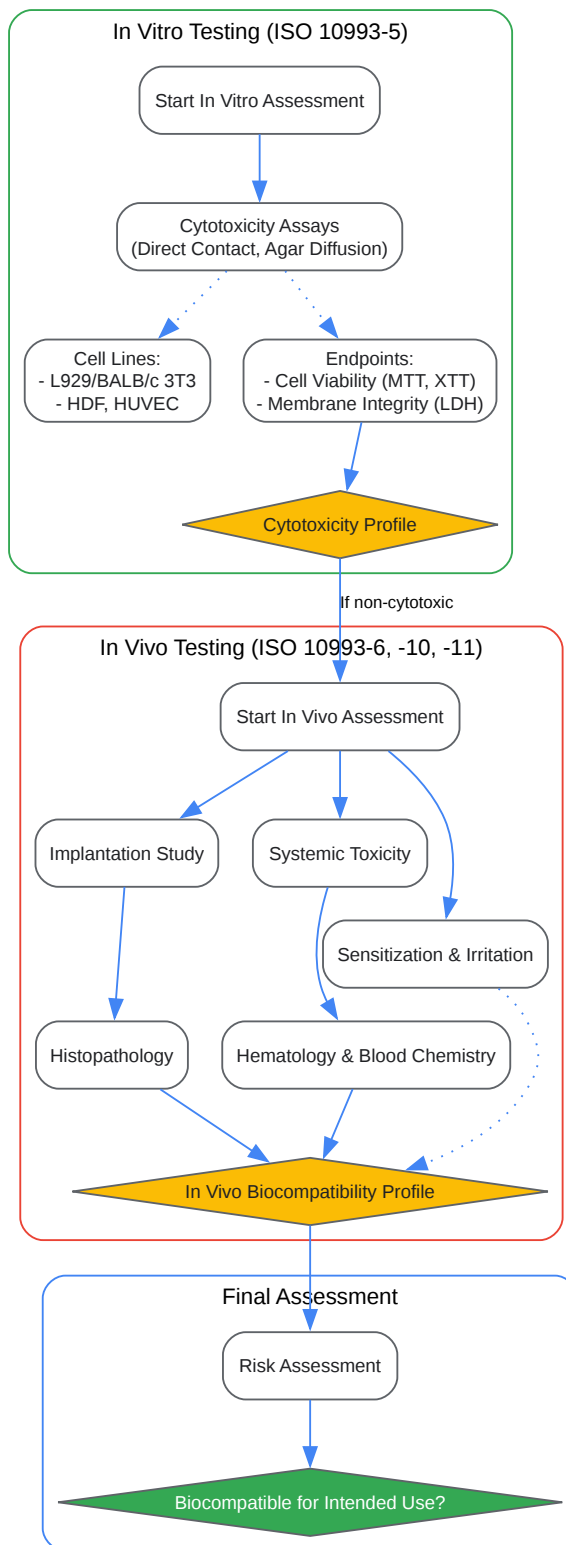 In Vitro Testing (ISO 10993-5)
Start In Vitro Assessment
Cytotoxicity Assays
(Direct Contact, Agar Diffusion)
Cell Lines:
- L929/BALB/c 3T3
- HDF, HUVEC
Endpoints:
- Cell Viability (MTT, XTT)
- Membrane Integrity (LDH)
Cytotoxicity Profile
If non-cytotoxic
In Vivo Testing (ISO 10993-6, -10, -11)
Start In Vivo Assessment
Implantation Study
Systemic Toxicity
Sensitization & Irritation
Histopathology
Hematology & Blood Chemistry
In Vivo Biocompatibility Profile
Final Assessment
Risk Assessment
Biocompatible for Intended Use?